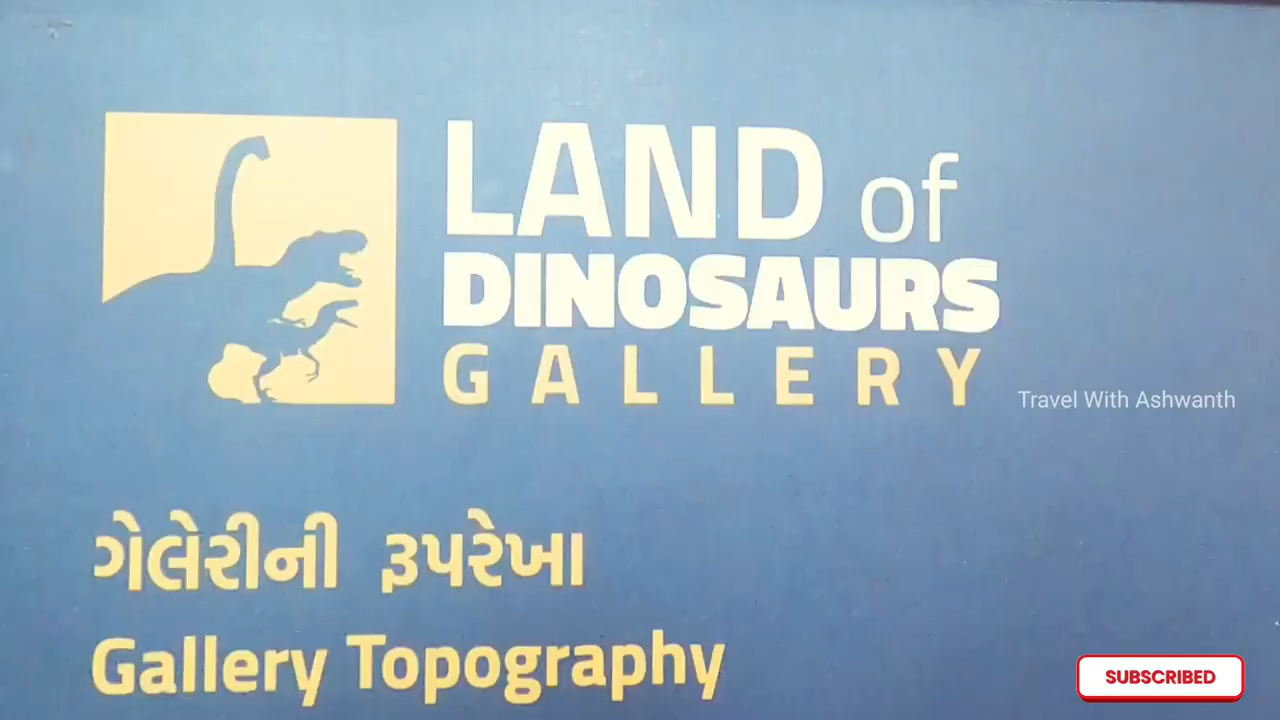 LAND of
DINOSAURS
GALLERY
Travel With Ashwanth
ગેલેરીની રૂપરેખા
Gallery Topography
SUBSCRIBED